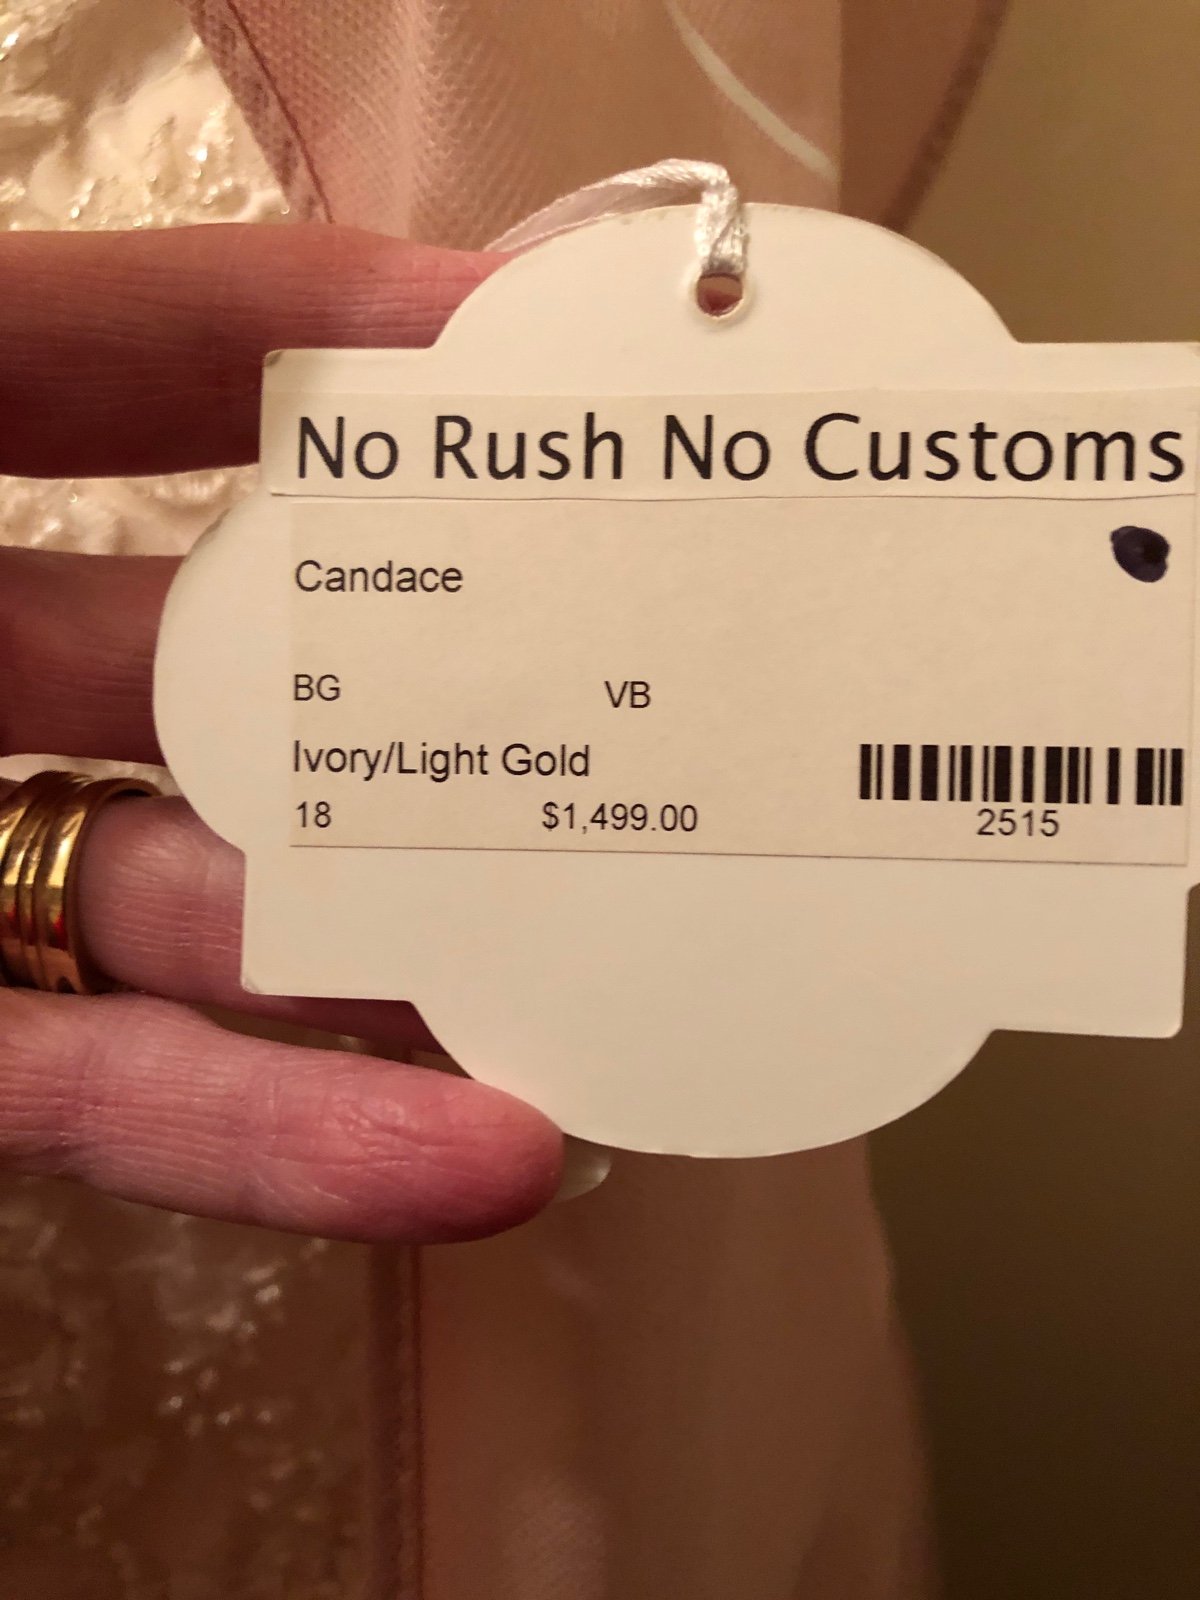 No Rush No Customs
Candace
BG VB
Ivory/Light Gold
18 $1,499.00 2515